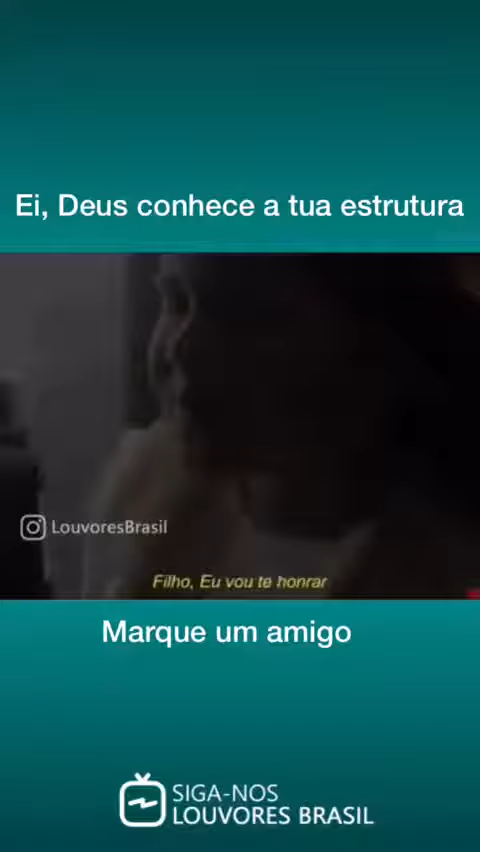 Ei, Deus conhece a tua estrutura
LouvoresBrasil
Filho, Eu vou te honrar
Marque um amigo
SIGA-NOS
LOUVORES BRASIL